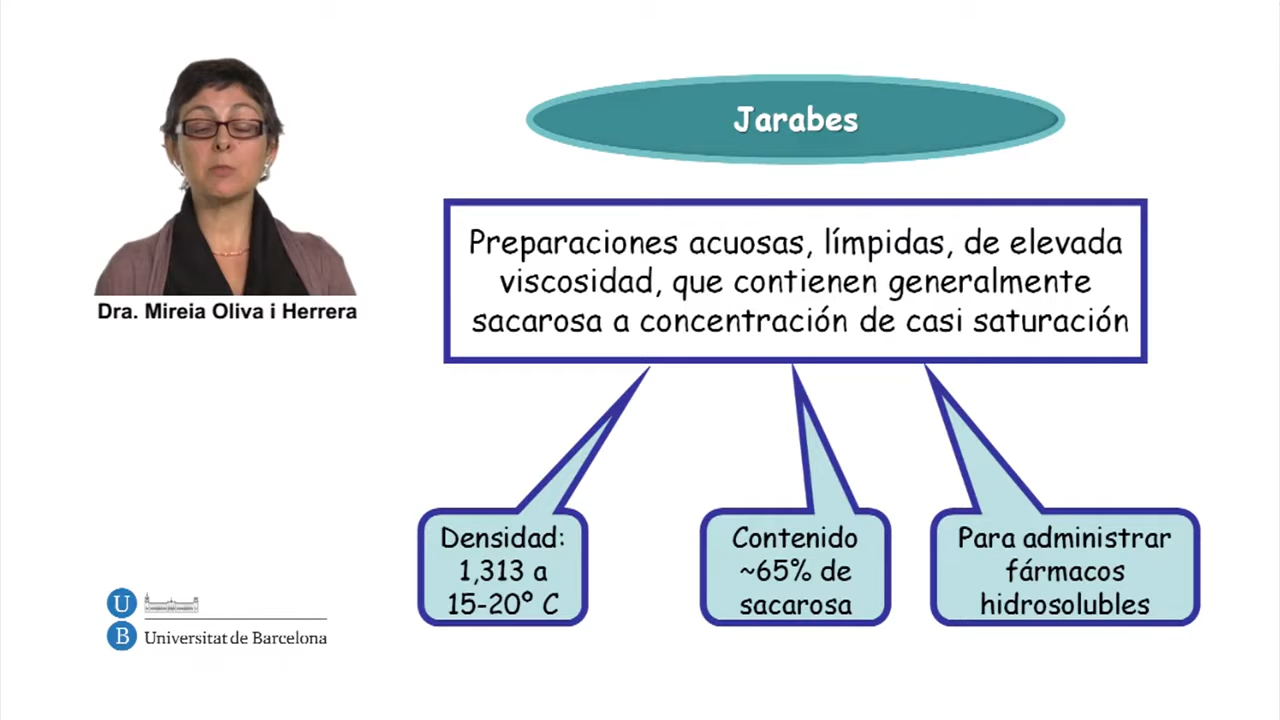 Jarabes
Preparaciones acuosas, límpidas, de elevada
viscosidad, que contienen generalmente
sacarosa a concentración de casi saturación
Dra. Mireia Oliva i Herrera
Densidad:
1,313 a
15-20º C
Contenido
~65% de
sacarosa
Para administrar
fármacos
hidrosolubles
U
B
Universitat de Barcelona